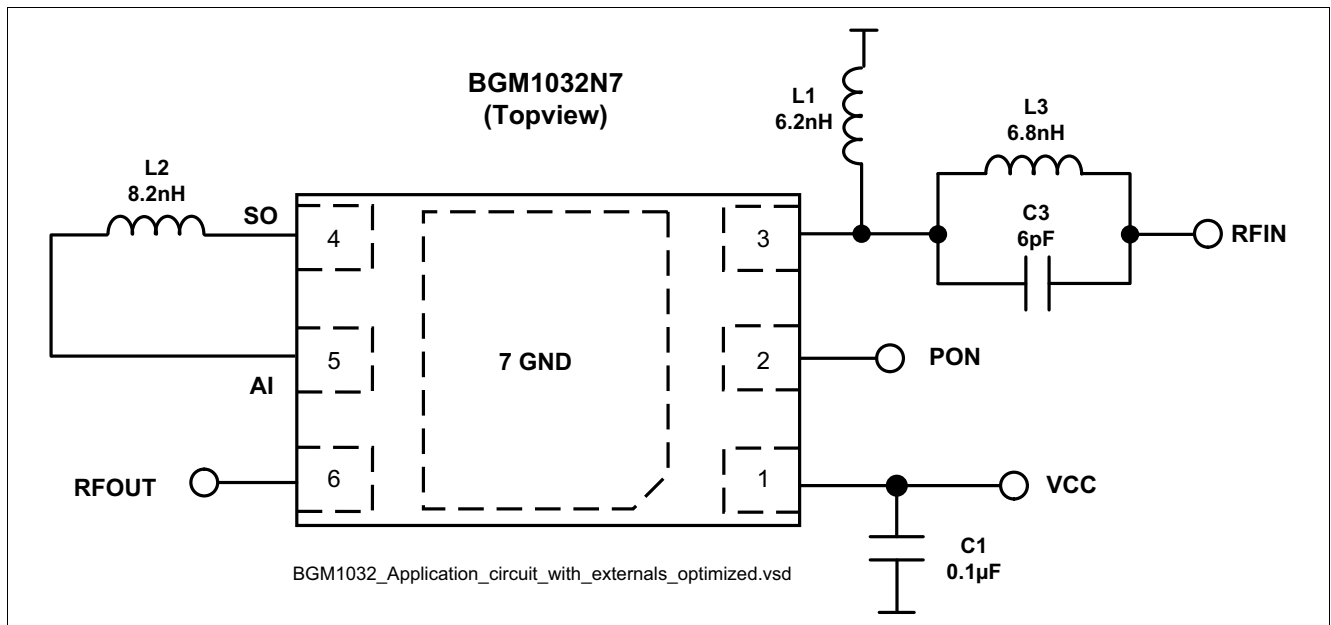 BGM1032N7
(Topview)
L1
6.2nH
L3
6.8nH
L2
8.2nH
SO
4
3
C3
6pF
RFIN
5
7 GND
2
PON
AI
RFOUT
6
1
VCC
C1
0.1µF
BGM1032_Application_circuit_with_externals_optimized.vsd